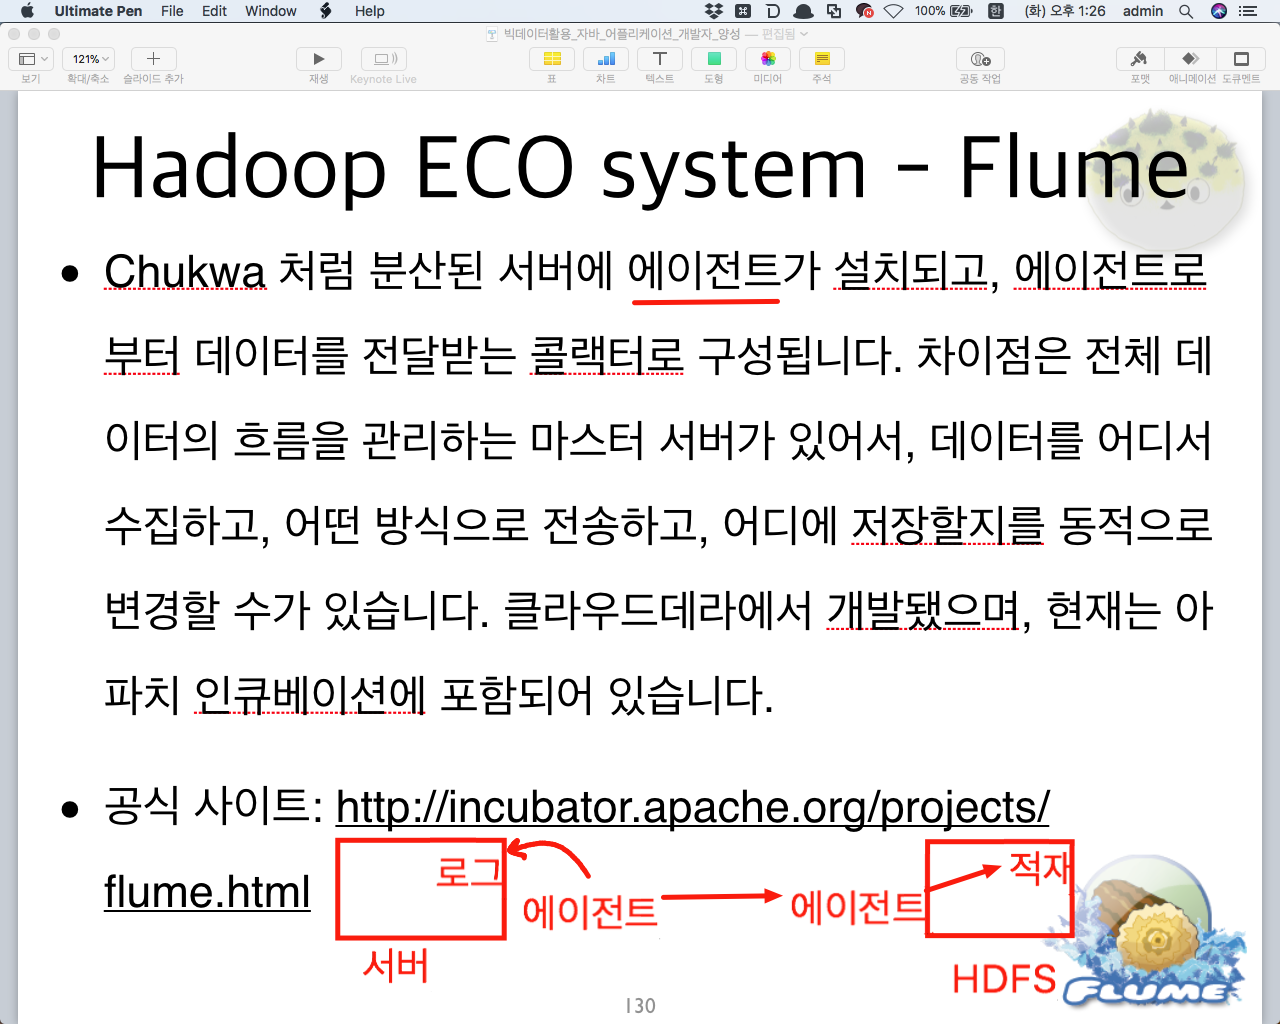 Ultimate Pen File Edit Window Help 100% 한 (화) 오후 1:26 admin
빅데이터활용_자바_어플리케이션_개발자_양성 — 편집됨
121%
보기 확대/축소 슬라이드 추가 재생 Keynote Live 표 차트 텍스트 도형 미디어 주석 공동 작업 포맷 애니메이션 도큐멘트
Hadoop ECO system - Flume
• Chukwa 처럼 분산된 서버에 에이전트가 설치되고, 에이전트로
부터 데이터를 전달받는 콜랙터로 구성됩니다. 차이점은 전체 데
이터의 흐름을 관리하는 마스터 서버가 있어서, 데이터를 어디서
수집하고, 어떤 방식으로 전송하고, 어디에 저장할지를 동적으로
변경할 수가 있습니다. 클라우드데라에서 개발됐으며, 현재는 아
파치 인큐베이션에 포함되어 있습니다.
• 공식 사이트: http://incubator.apache.org/projects/
flume.html
로그
에이전트
에이전트
적재
서버
HDFS
FLUME
130